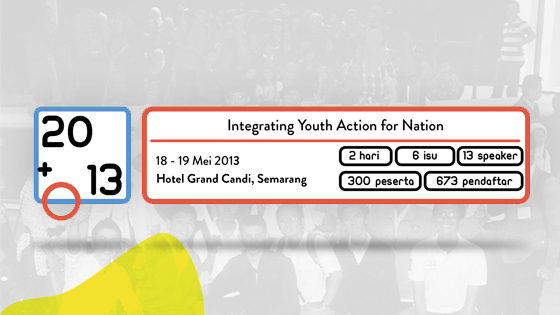 20
+ 13
Integrating Youth Action for Nation
18 - 19 Mei 2013
Hotel Grand Candi, Semarang
2 hari 6 isu 13 speaker
300 peserta 673 pendaftar